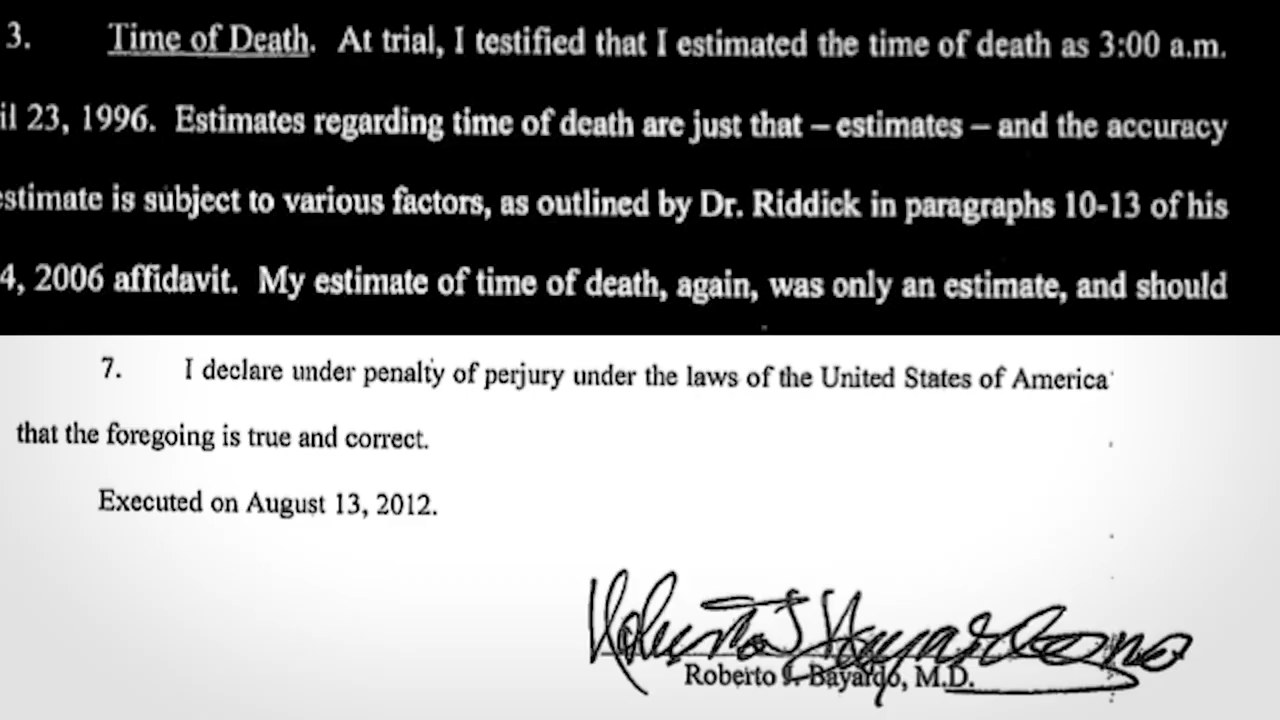 3. Time of Death. At trial, I testified that I estimated the time of death as 3:00 a.m.
il 23, 1996. Estimates regarding time of death are just that – estimates – and the accuracy
estimate is subject to various factors, as outlined by Dr. Riddick in paragraphs 10-13 of his
4, 2006 affidavit. My estimate of time of death, again, was only an estimate, and should
7. I declare under penalty of perjury under the laws of the United States of America
that the foregoing is true and correct.
Executed on August 13, 2012.
Roberto J. Bayardo, M.D.